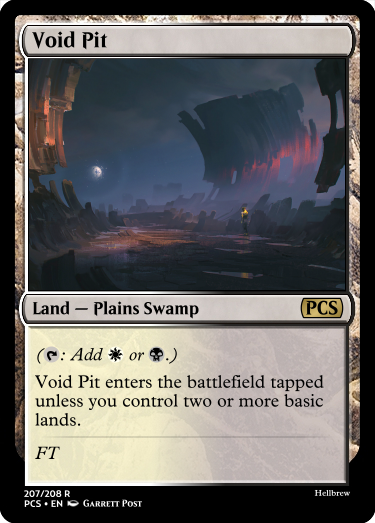 Void Pit
Land — Plains Swamp
PCS
(: Add or .)
Void Pit enters the battlefield tapped
unless you control two or more basic
lands.
FT
207/208 R
PCS • EN Garrett Post
Hellbrew